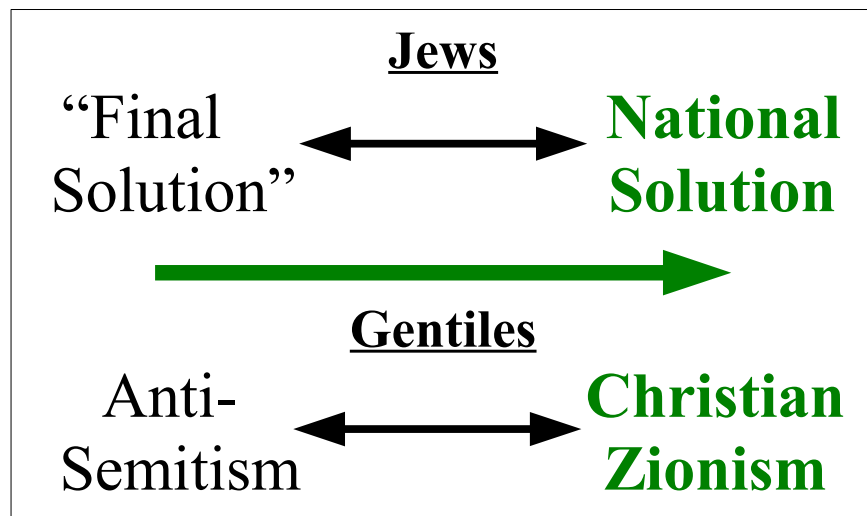 Jews
“Final
Solution”
National
Solution
Gentiles
Anti-
Semitism
Christian
Zionism